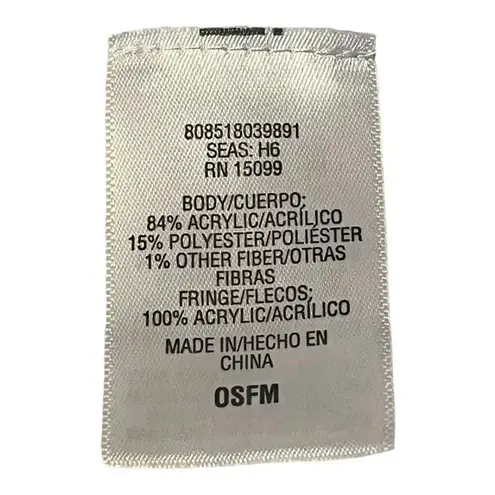 808518039891
SEAS: H6
RN 15099
BODY/CUERPO;
84% ACRYLIC/ACRÍLICO
15% POLYESTER/POLIÉSTER
1% OTHER FIBER/OTRAS
FIBRAS
FRINGE/FLECOS;
100% ACRYLIC/ACRÍLICO
MADE IN/HECHO EN
CHINA
OSFM